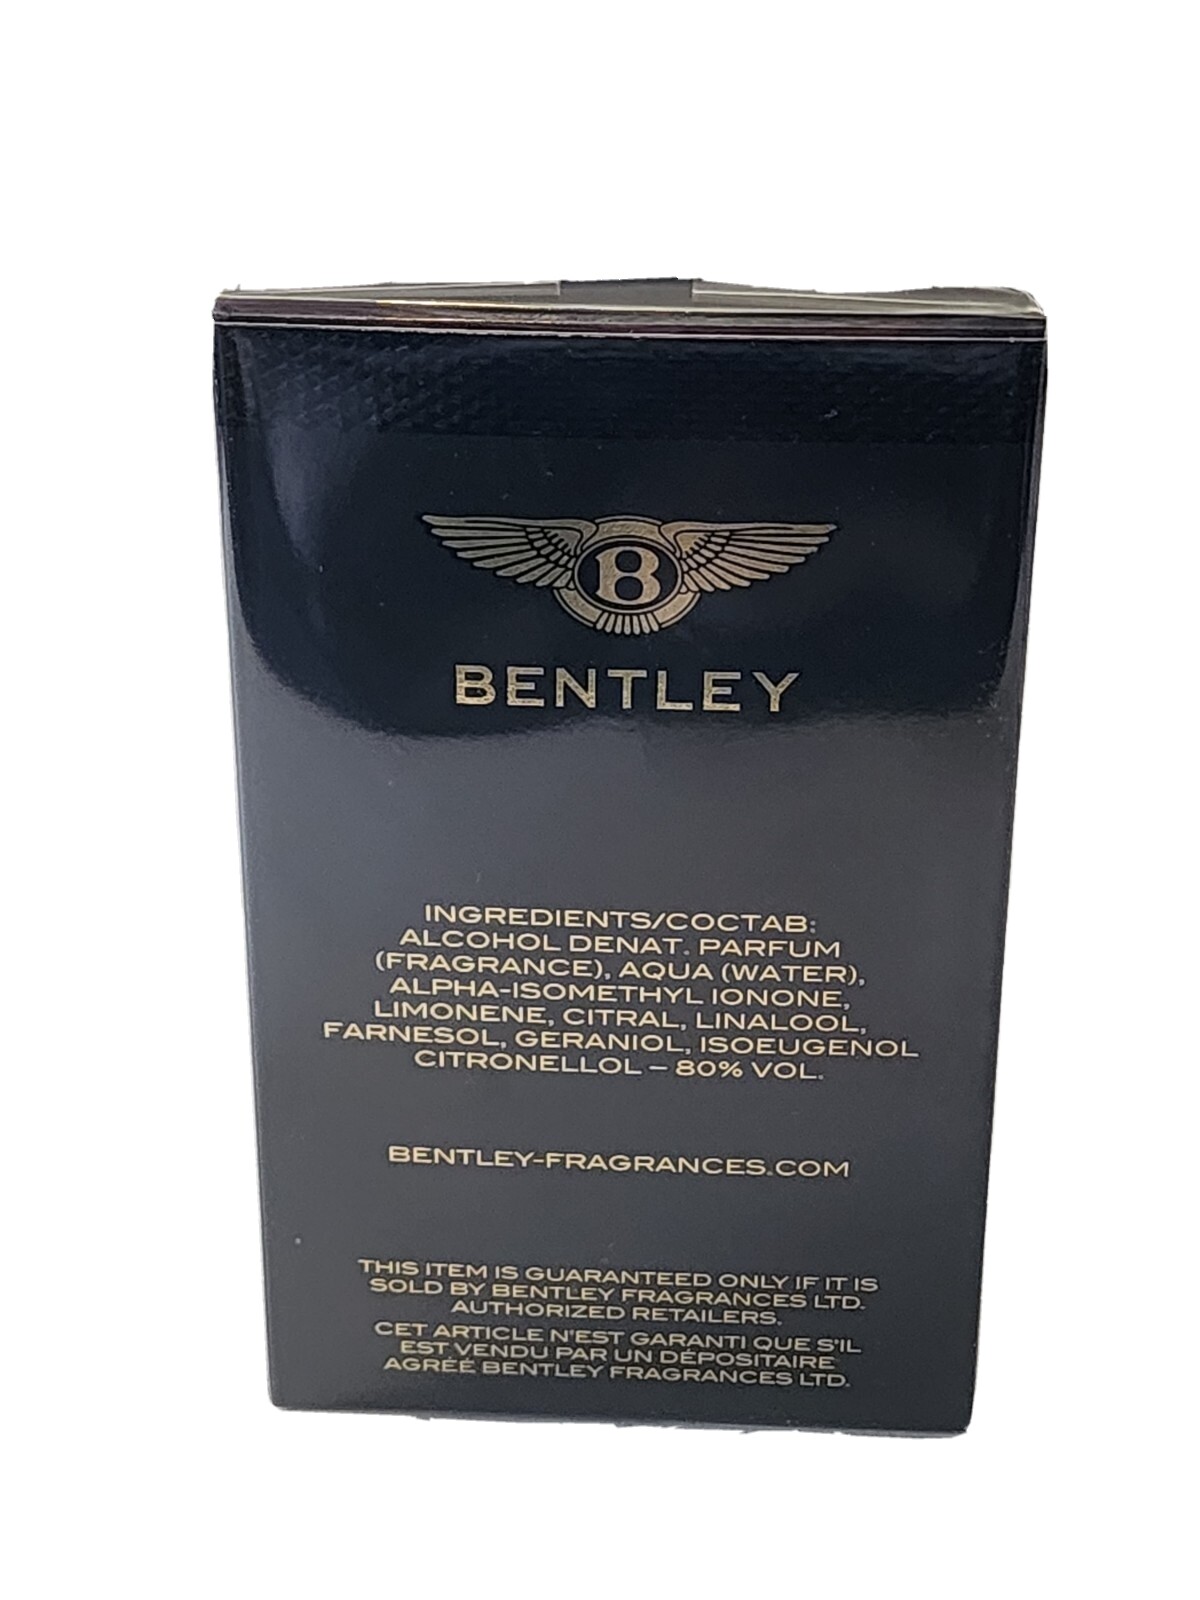 B
BENTLEY
INGREDIENTS/COCTAB:
ALCOHOL DENAT. PARFUM
(FRAGRANCE), AQUA (WATER),
ALPHA-ISOMETHYL IONONE,
LIMONENE, CITRAL, LINALOOL,
FARNESOL, GERANIOL, ISOEUGENOL
CITRONELLOL – 80% VOL.
BENTLEY-FRAGRANCES.COM
THIS ITEM IS GUARANTEED ONLY IF IT IS
SOLD BY BENTLEY FRAGRANCES LTD.
AUTHORIZED RETAILERS.
CET ARTICLE N'EST GARANTI QUE S'IL
EST VENDU PAR UN DÉPOSITAIRE
AGRÉÉ BENTLEY FRAGRANCES LTD.